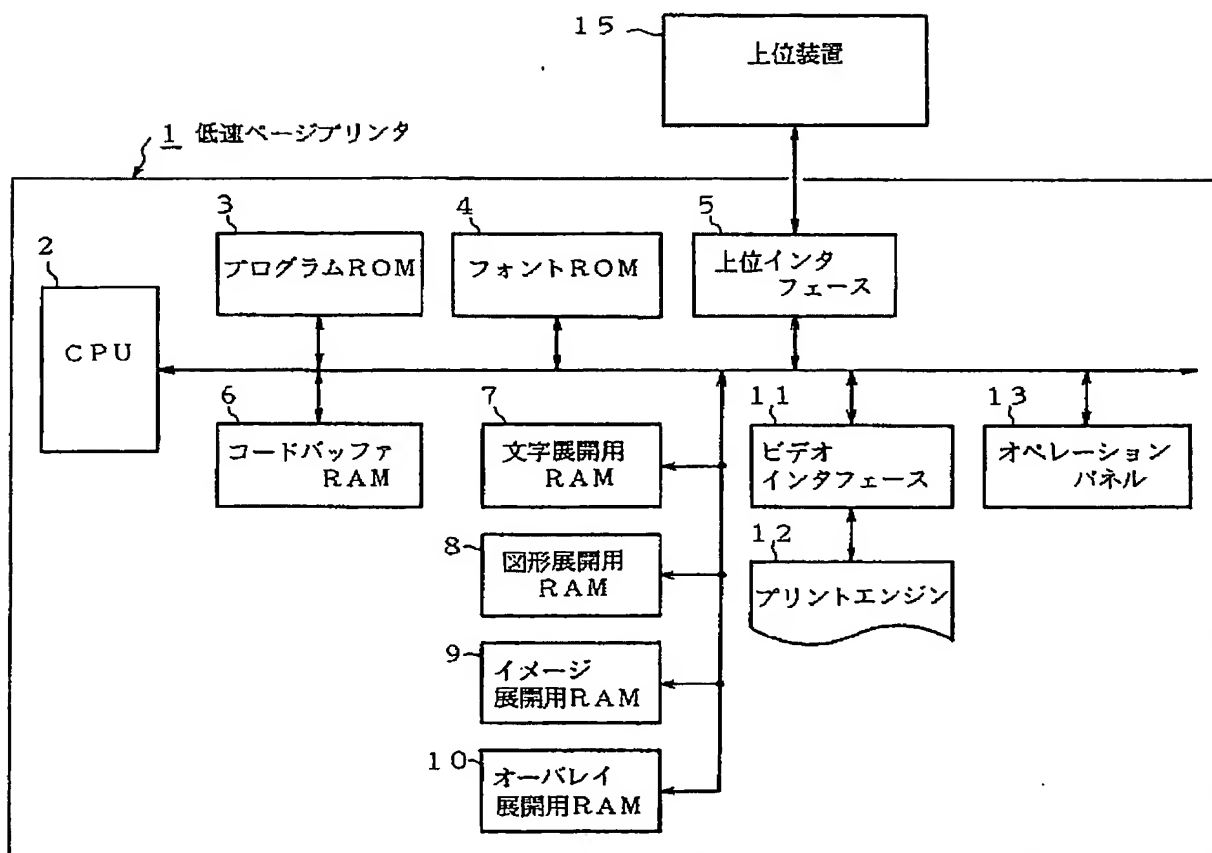 15
上位装置
1 低速ページプリンタ
3
プログラムROM
4
フォントROM
5
上位インタ
フェース
2
CPU
6
コードバッファ
RAM
7
文字展開用
RAM
11
ビデオ
インタフェース
13
オペレーション
パネル
8
図形展開用
RAM
12
プリントエンジン
9
イメージ
展開用RAM
10
オーバレイ
展開用RAM